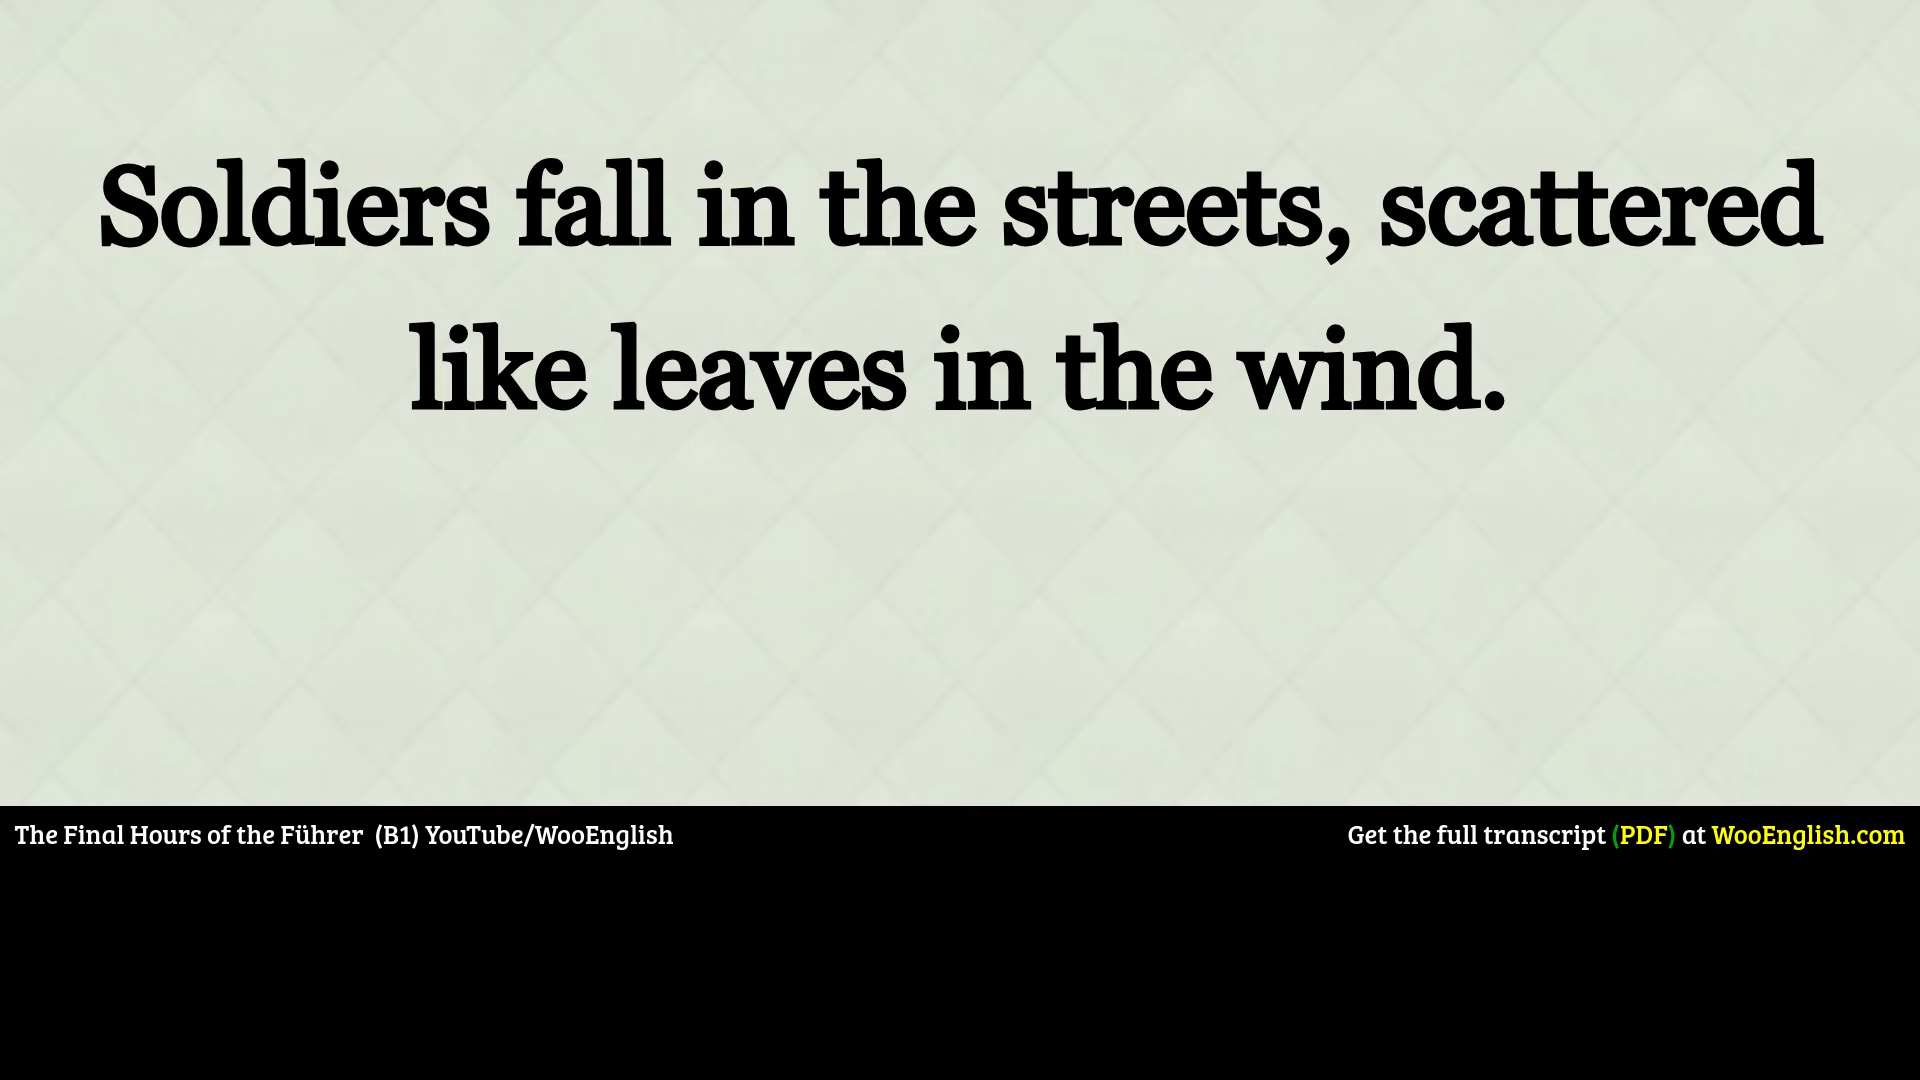 Soldiers fall in the streets, scattered
like leaves in the wind.
The Final Hours of the Führer (B1) YouTube/WooEnglish
Get the full transcript (PDF) at WooEnglish.com